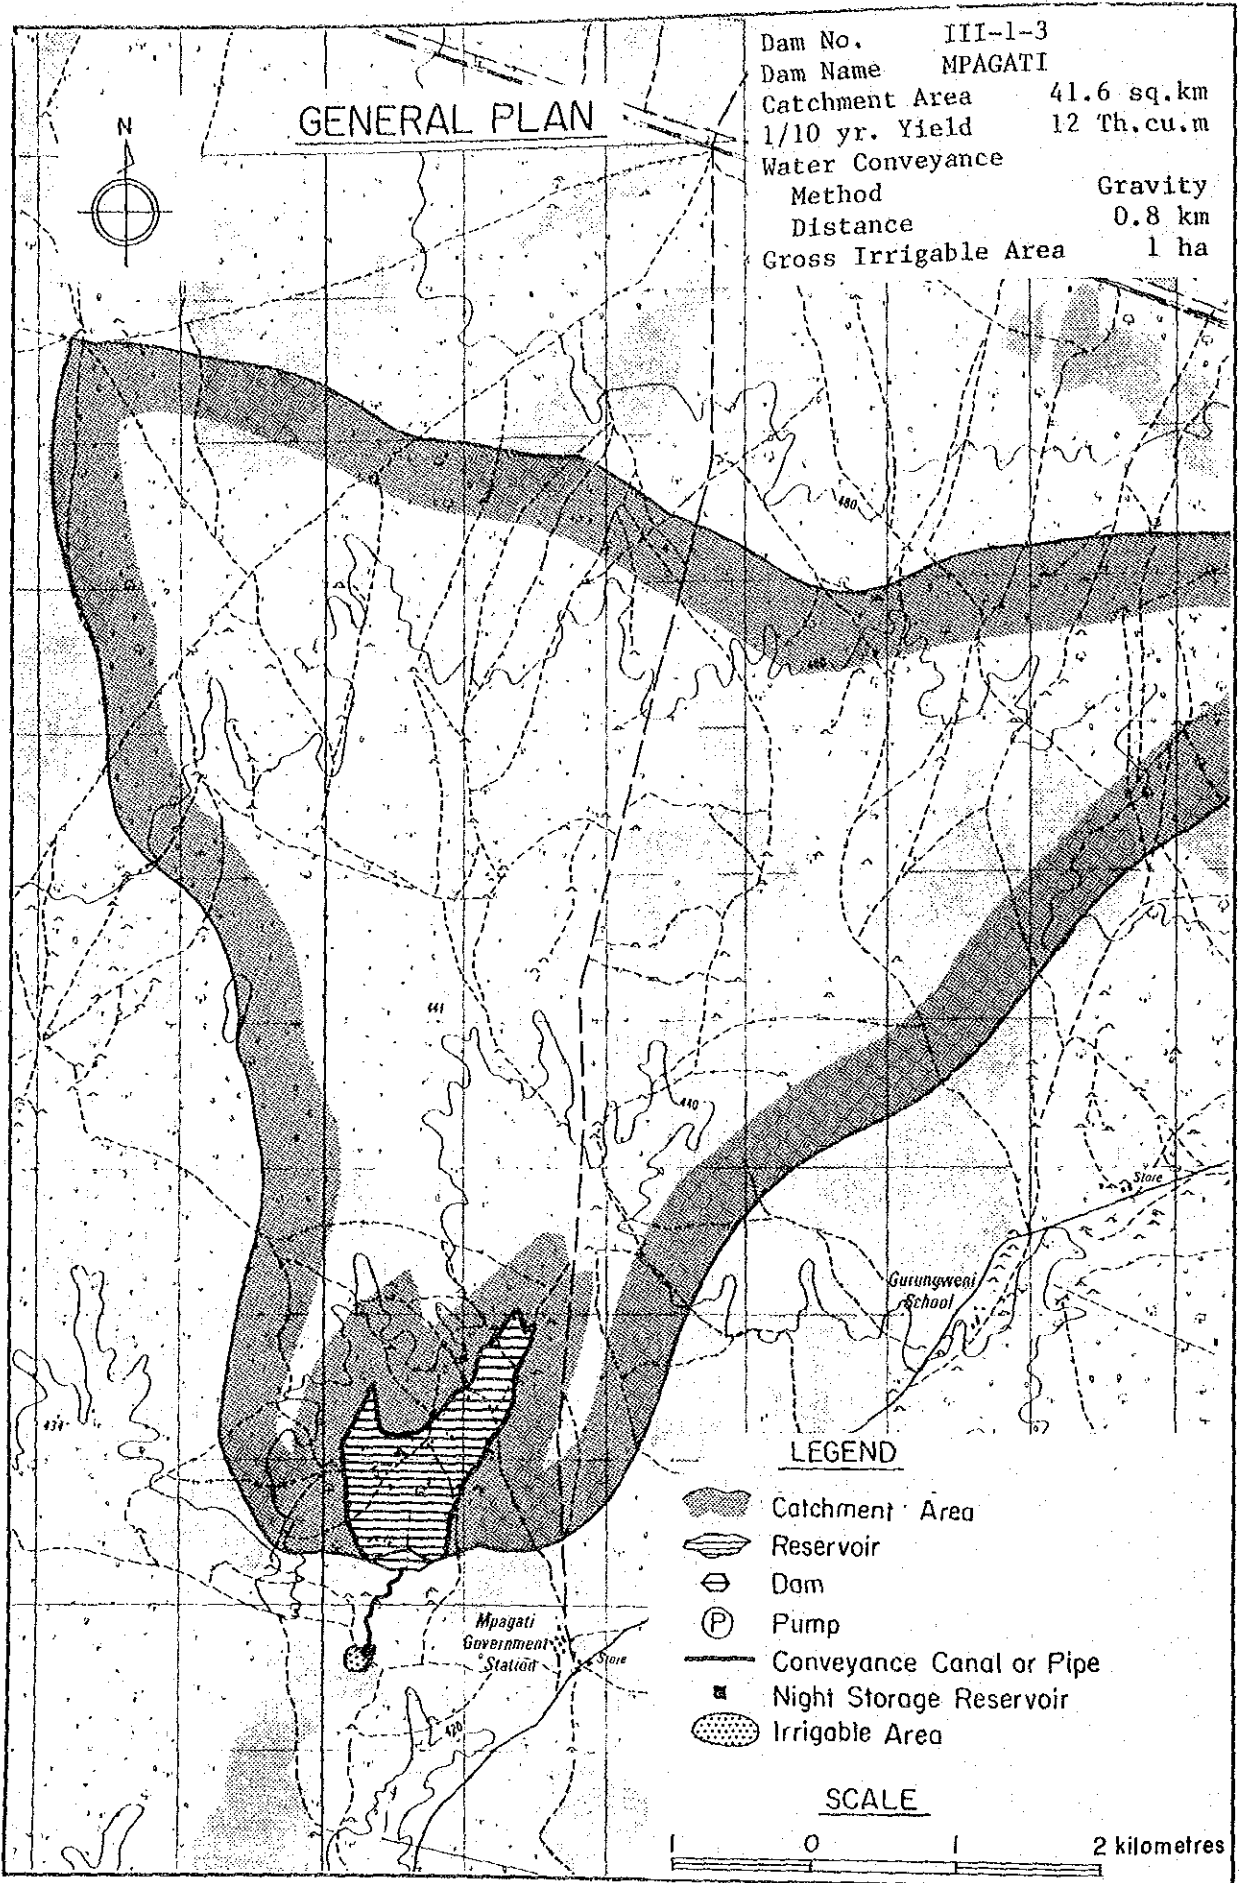 Dam No. III-1-3
Dam Name MPAGATI
Catchment Area 41.6 sq.km
1/10 yr. Yield 12 Th.cu.m
Water Conveyance
Method Gravity
Distance 0.8 km
Gross Irrigable Area 1 ha
GENERAL PLAN
N
480
441
440
Store
Gurungweni
School
434
Mpagati
Government
Station
Store
420
LEGEND
Catchment Area
Reservoir
Dam
P Pump
Conveyance Canal or Pipe
Night Storage Reservoir
Irrigable Area
SCALE
1 0 1 2 kilometres